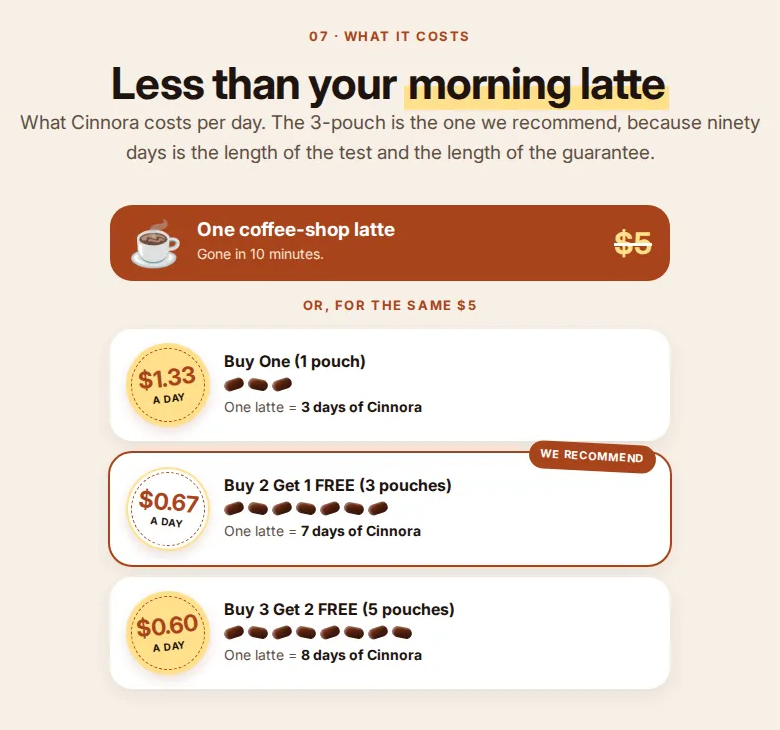 07 · WHAT IT COSTS
Less than your morning latte
What Cinnora costs per day. The 3-pouch is the one we recommend, because ninety
days is the length of the test and the length of the guarantee.
One coffee-shop latte
Gone in 10 minutes.
$5
OR, FOR THE SAME $5
$1.33
A DAY
Buy One (1 pouch)
One latte = 3 days of Cinnora
WE RECOMMEND
$0.67
A DAY
Buy 2 Get 1 FREE (3 pouches)
One latte = 7 days of Cinnora
$0.60
A DAY
Buy 3 Get 2 FREE (5 pouches)
One latte = 8 days of Cinnora